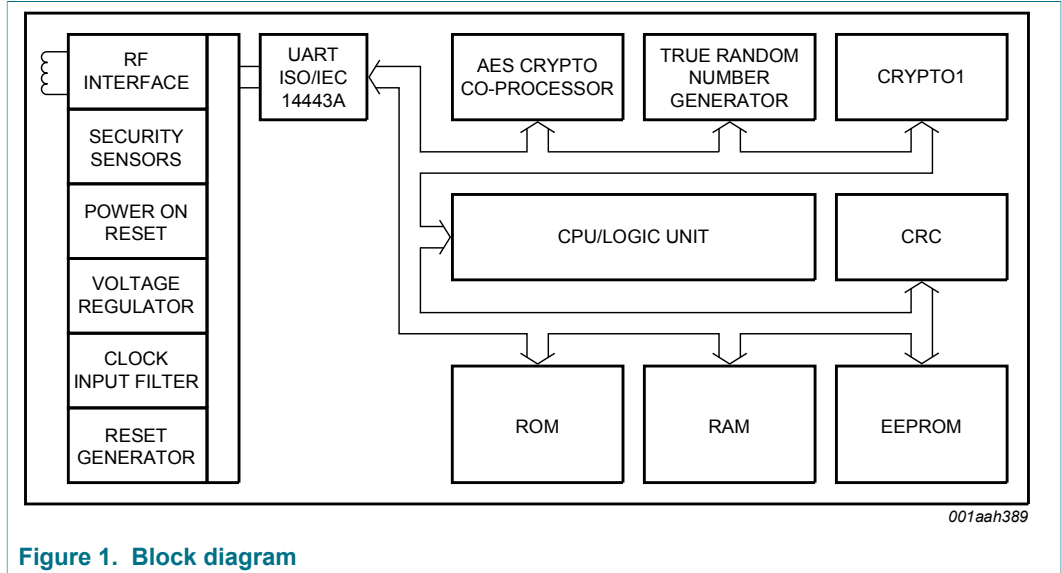 RF
INTERFACE
SECURITY
SENSORS
POWER ON
RESET
VOLTAGE
REGULATOR
CLOCK
INPUT FILTER
RESET
GENERATOR
UART
ISO/IEC
14443A
AES CRYPTO
CO-PROCESSOR
TRUE RANDOM
NUMBER
GENERATOR
CRYPTO1
CPU/LOGIC UNIT
CRC
ROM
RAM
EEPROM
001aah389
Figure 1. Block diagram